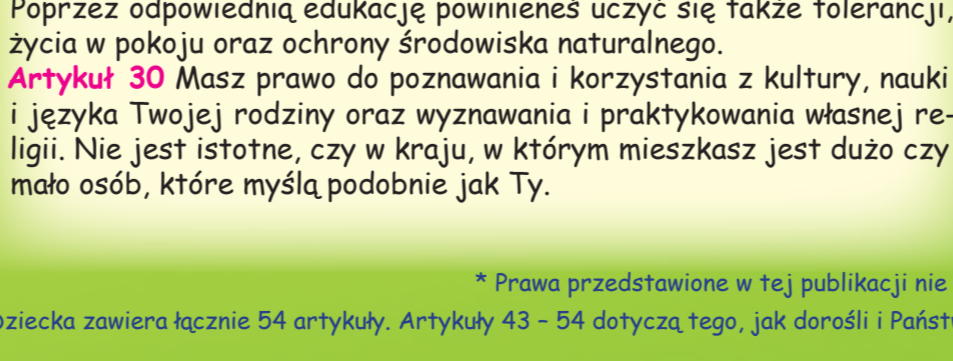 Poprzez odpowiednią edukację powinieneś uczyć się także tolerancji,
życia w pokoju oraz ochrony środowiska naturalnego.
Artykuł 30 Masz prawo do poznawania i korzystania z kultury, nauki
i języka Twojej rodziny oraz wyznawania i praktykowania własnej re-
ligii. Nie jest istotne, czy w kraju, w którym mieszkasz jest dużo czy
mało osób, które myślą podobnie jak Ty.
* Prawa przedstawione w tej publikacji nie
Dziecka zawiera łącznie 54 artykuły. Artykuły 43 – 54 dotyczą tego, jak dorośli i